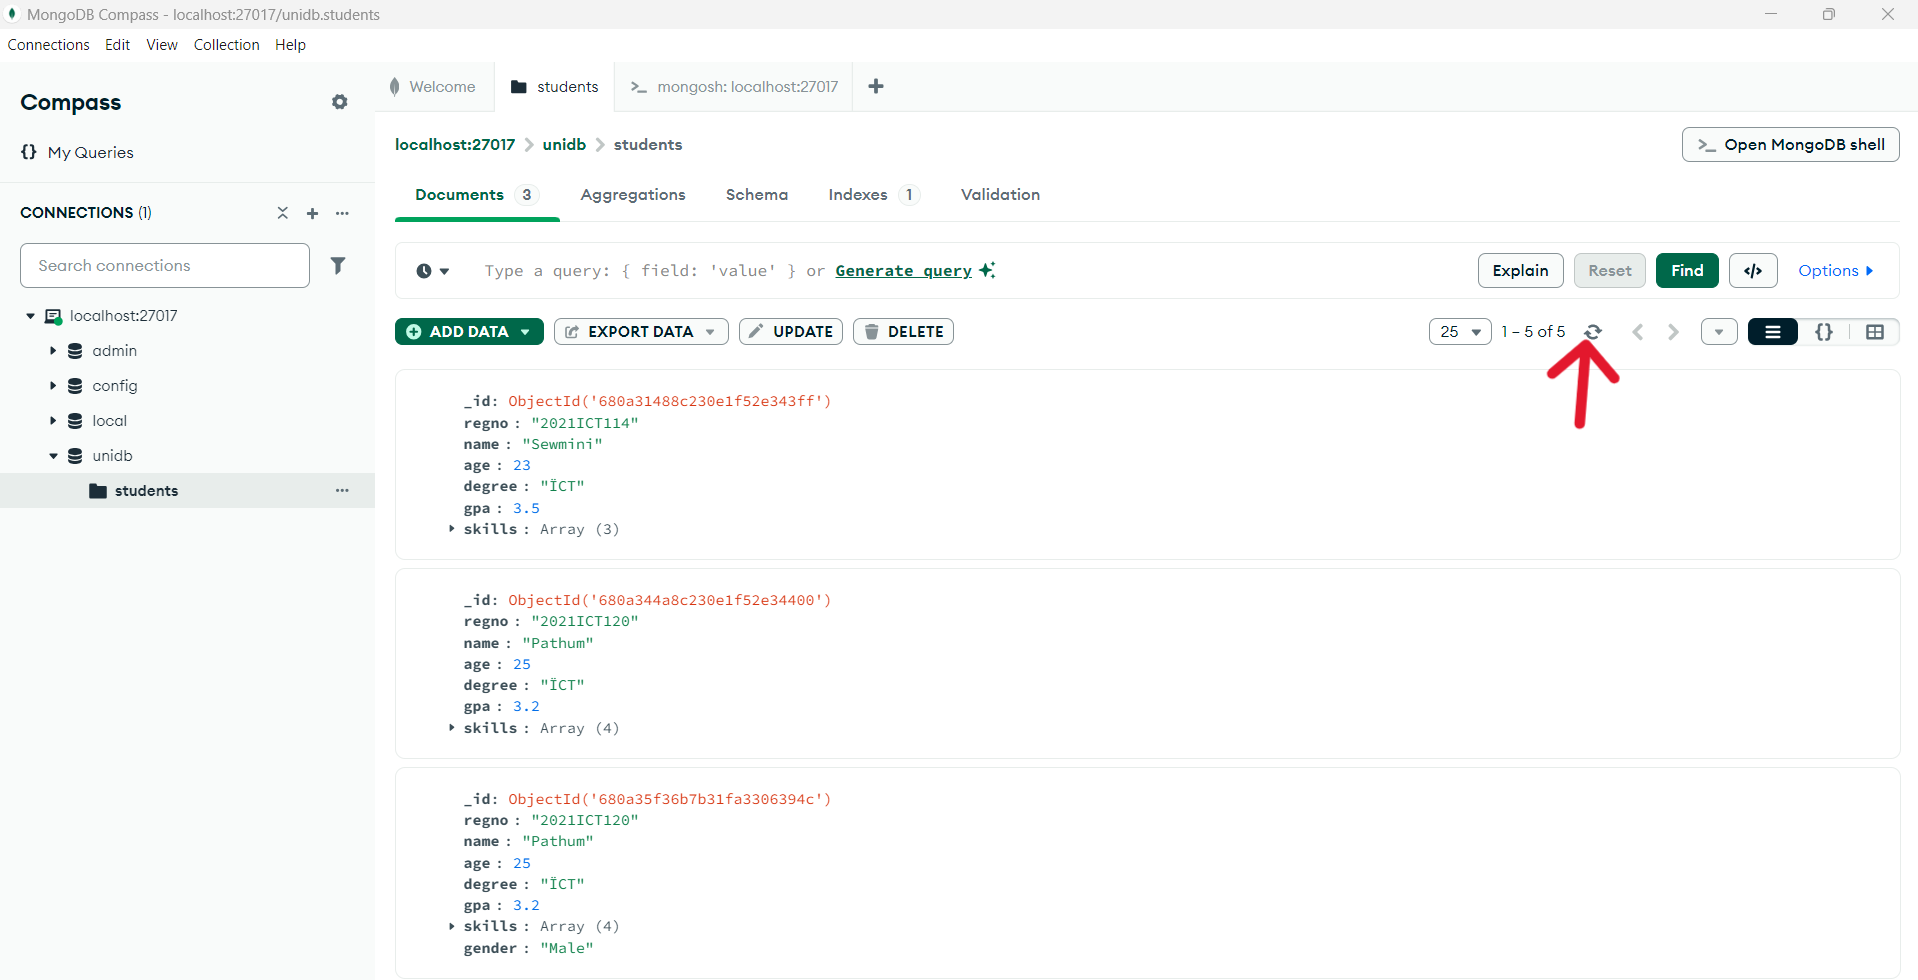 MongoDB Compass - localhost:27017/unidb.students
Connections Edit View Collection Help
Compass
{} My Queries
CONNECTIONS (1)
Search connections
localhost:27017
admin
config
local
unidb
students
Welcome
students
>_ mongosh: localhost:27017
localhost:27017 > unidb > students
>_ Open MongoDB shell
Documents 3 Aggregations Schema Indexes 1 Validation
Type a query: { field: 'value' } or Generate query
Explain Reset Find </> Options
ADD DATA EXPORT DATA UPDATE DELETE
25 1 – 5 of 5 {}
_id: ObjectId('680a31488c230e1f52e343ff')
regno : "2021ICT114"
name : "Sewmini"
age : 23
degree : "ÏCT"
gpa : 3.5
skills : Array (3)
_id: ObjectId('680a344a8c230e1f52e34400')
regno : "2021ICT120"
name : "Pathum"
age : 25
degree : "ÏCT"
gpa : 3.2
skills : Array (4)
_id: ObjectId('680a35f36b7b31fa3306394c')
regno : "2021ICT120"
name : "Pathum"
age : 25
degree : "ÏCT"
gpa : 3.2
skills : Array (4)
gender : "Male"